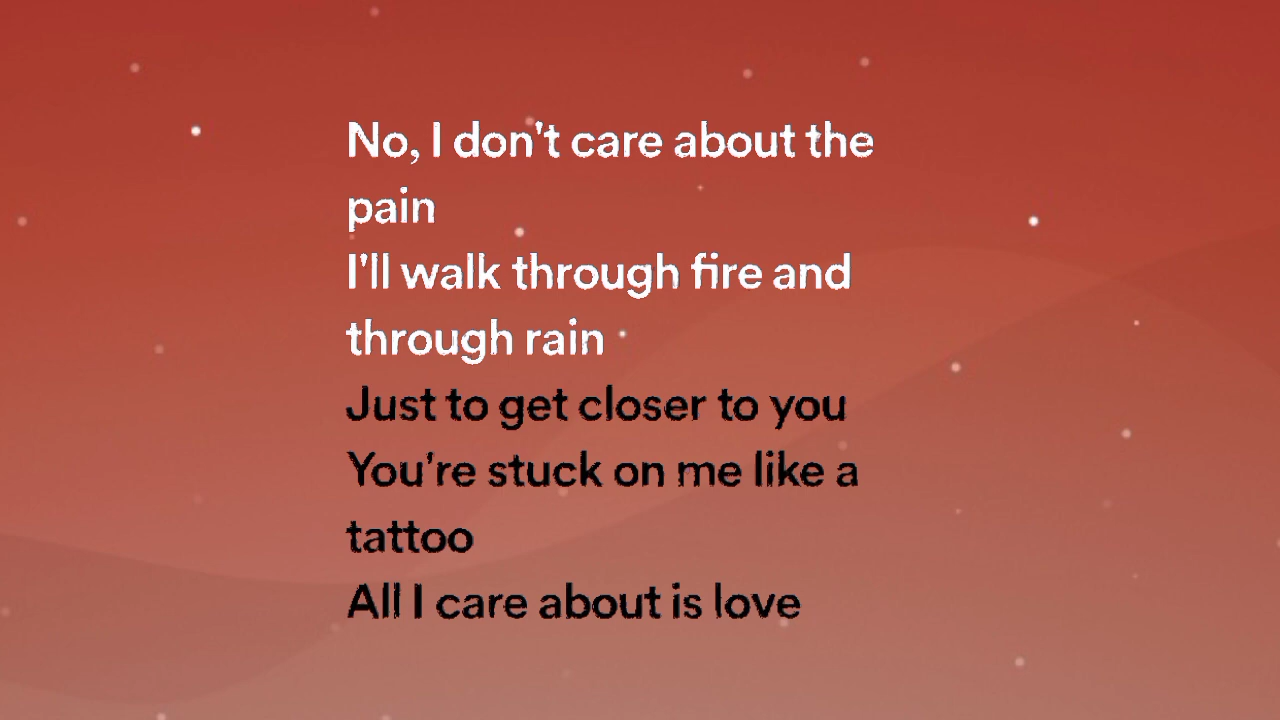 No, I don't care about the
pain
I'll walk through fire and
through rain
Just to get closer to you
You're stuck on me like a
tattoo
All I care about is love